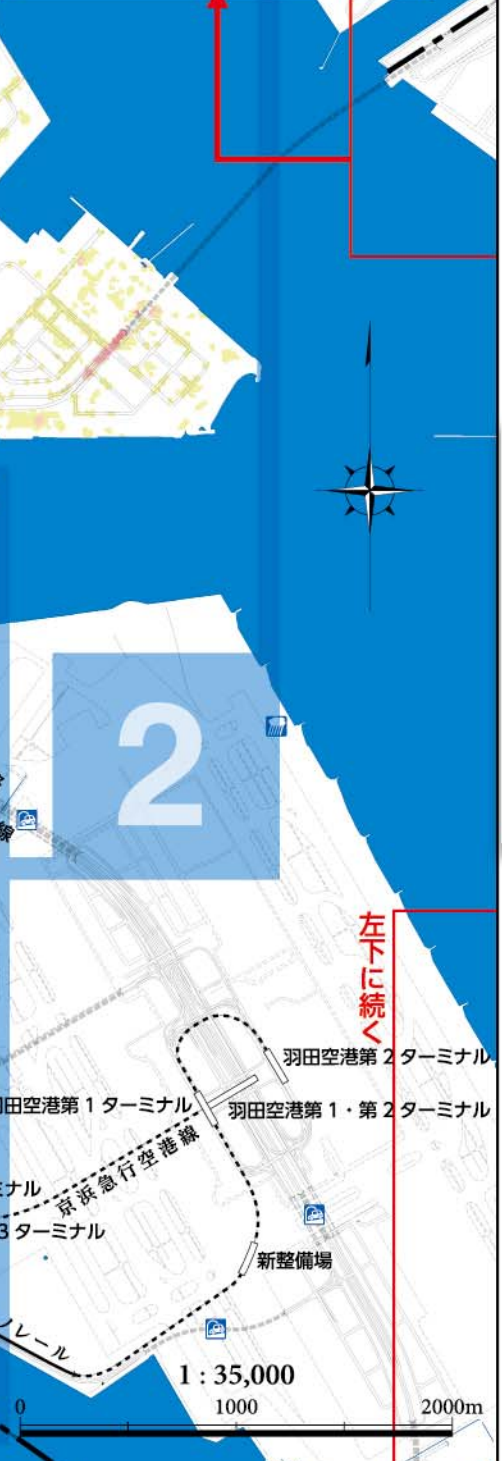 2
線
左下に続く
羽田空港第 2 ターミナル
田空港第 1 ターミナル
羽田空港第 1・第 2 ターミナル
京浜急行空港線
ミナル
3 ターミナル
新整備場
ノレール
1 : 35,000
0 1000 2000m